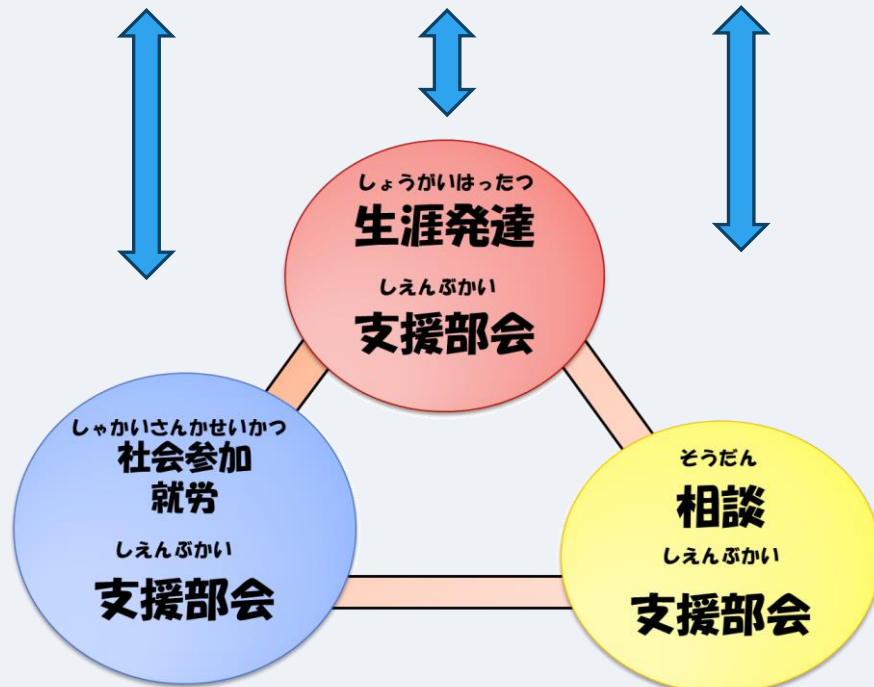 しょうがいはったつ
生涯発達
しえんぶかい
支援部会
しゃかいさんかせいかつ
社会参加
就労
しえんぶかい
支援部会
そうだん
相談
しえんぶかい
支援部会